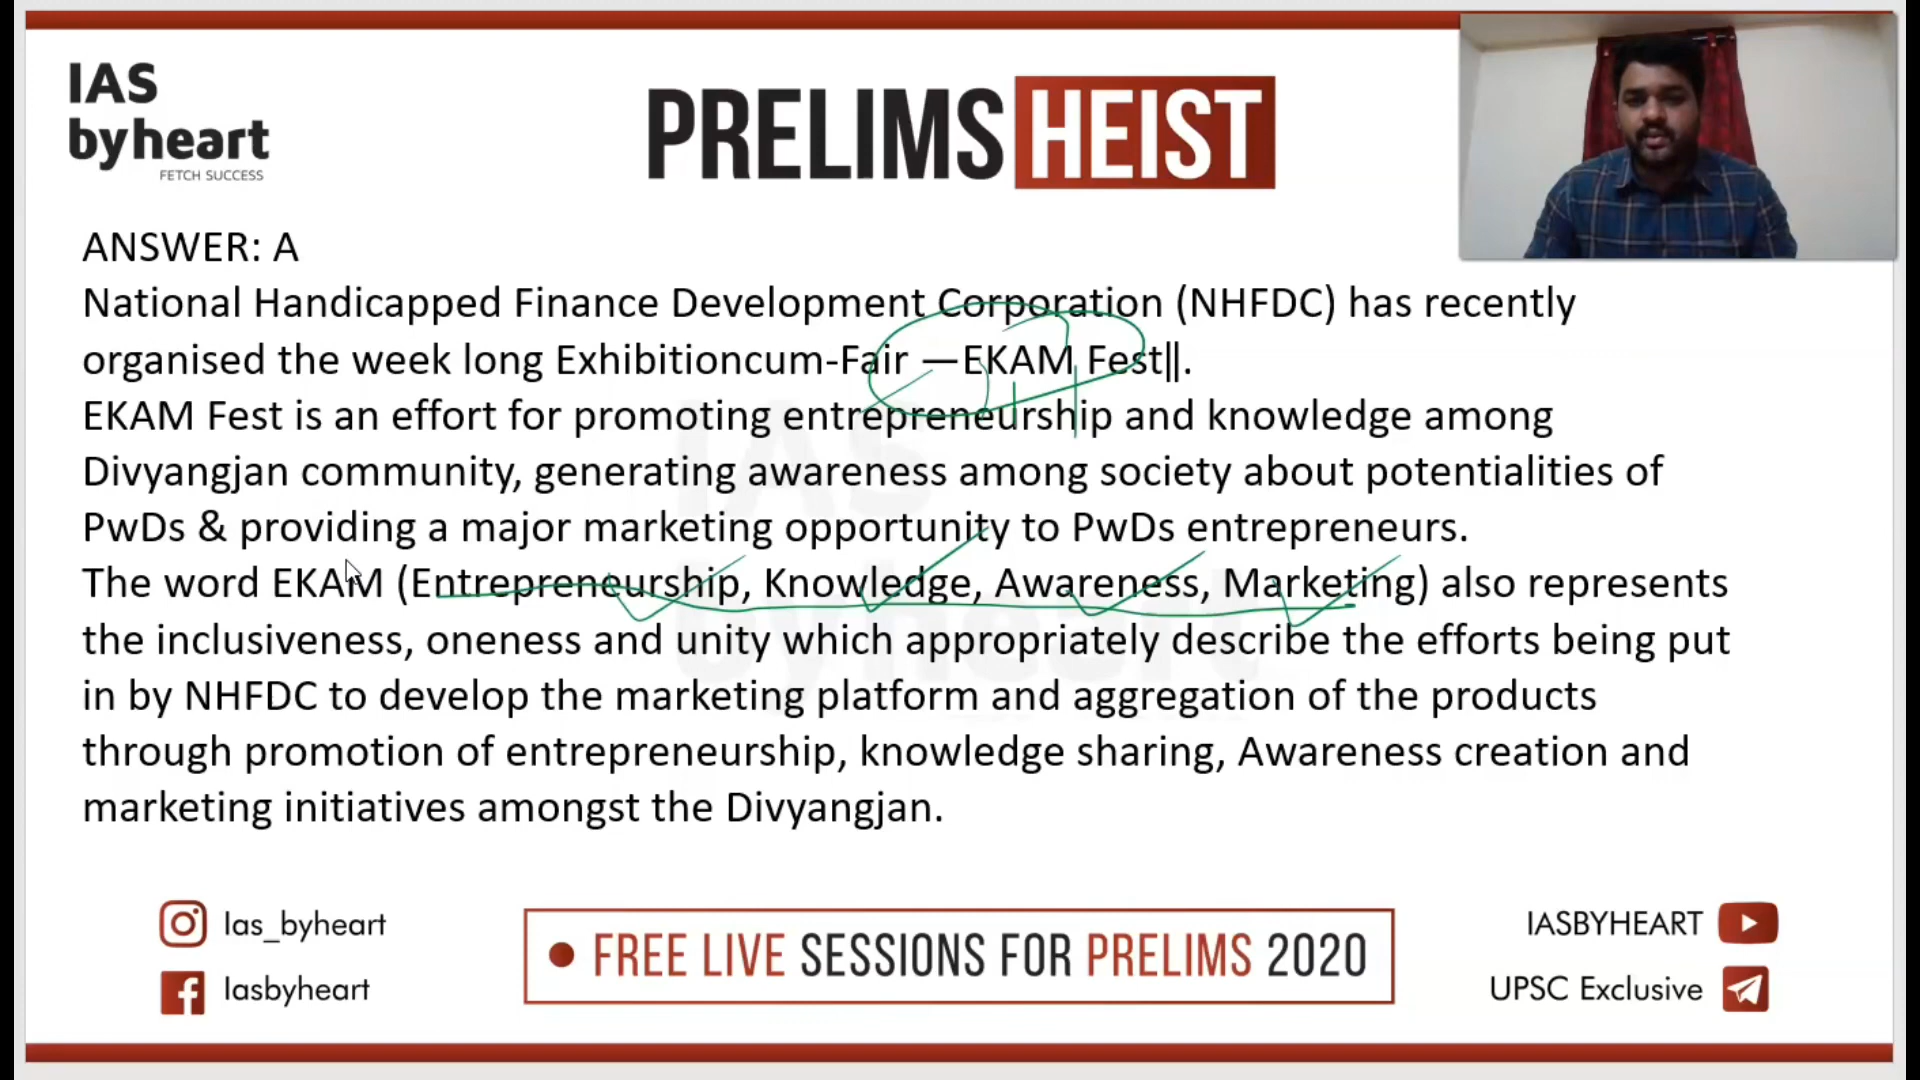 IAS
byheart
FETCH SUCCESS
PRELIMS HEIST
ANSWER: A
National Handicapped Finance Development Corporation (NHFDC) has recently
organised the week long Exhibitioncum-Fair ―EKAM Fest‖.
EKAM Fest is an effort for promoting entrepreneurship and knowledge among
Divyangjan community, generating awareness among society about potentialities of
PwDs & providing a major marketing opportunity to PwDs entrepreneurs.
The word EKAM (Entrepreneurship, Knowledge, Awareness, Marketing) also represents
the inclusiveness, oneness and unity which appropriately describe the efforts being put
in by NHFDC to develop the marketing platform and aggregation of the products
through promotion of entrepreneurship, knowledge sharing, Awareness creation and
marketing initiatives amongst the Divyangjan.
Ias_byheart
Iasbyheart
FREE LIVE SESSIONS FOR PRELIMS 2020
IASBYHEART
UPSC Exclusive